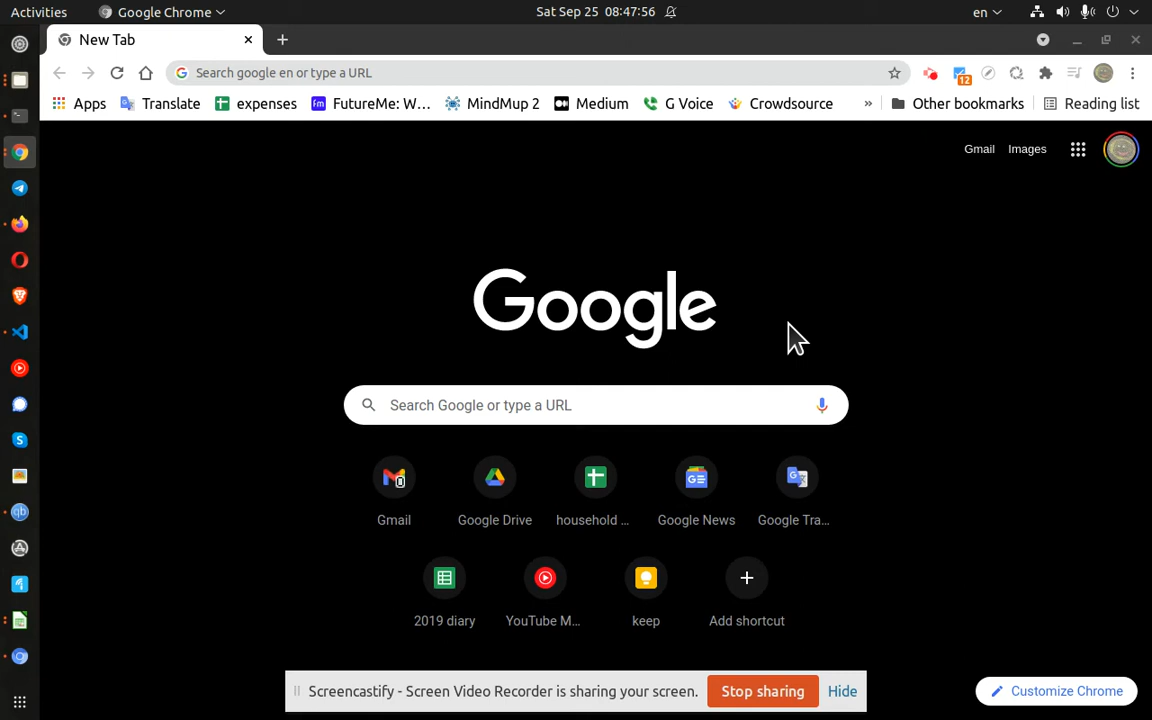 Activities Google Chrome Sat Sep 25 08:47:56 en
New Tab
Search google en or type a URL 12
Apps Translate expenses FutureMe: W... MindMup 2 Medium G Voice Crowdsource » Other bookmarks Reading list
Gmail Images
Google
Search Google or type a URL
Gmail Google Drive household ... Google News Google Tra...
2019 diary YouTube M... keep Add shortcut
Screencastify - Screen Video Recorder is sharing your screen. Stop sharing Hide
Customize Chrome